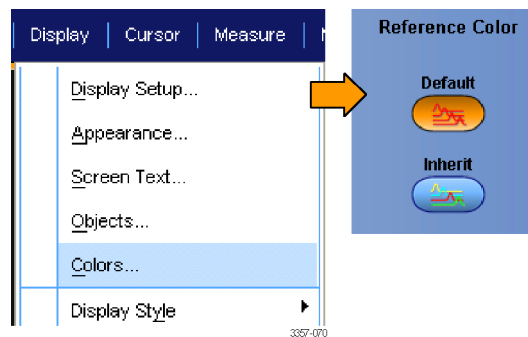 Display Cursor Measure
Display Setup...
Appearance...
Screen Text...
Objects...
Colors...
Display Style
3357-070
Reference Color
Default
Inherit